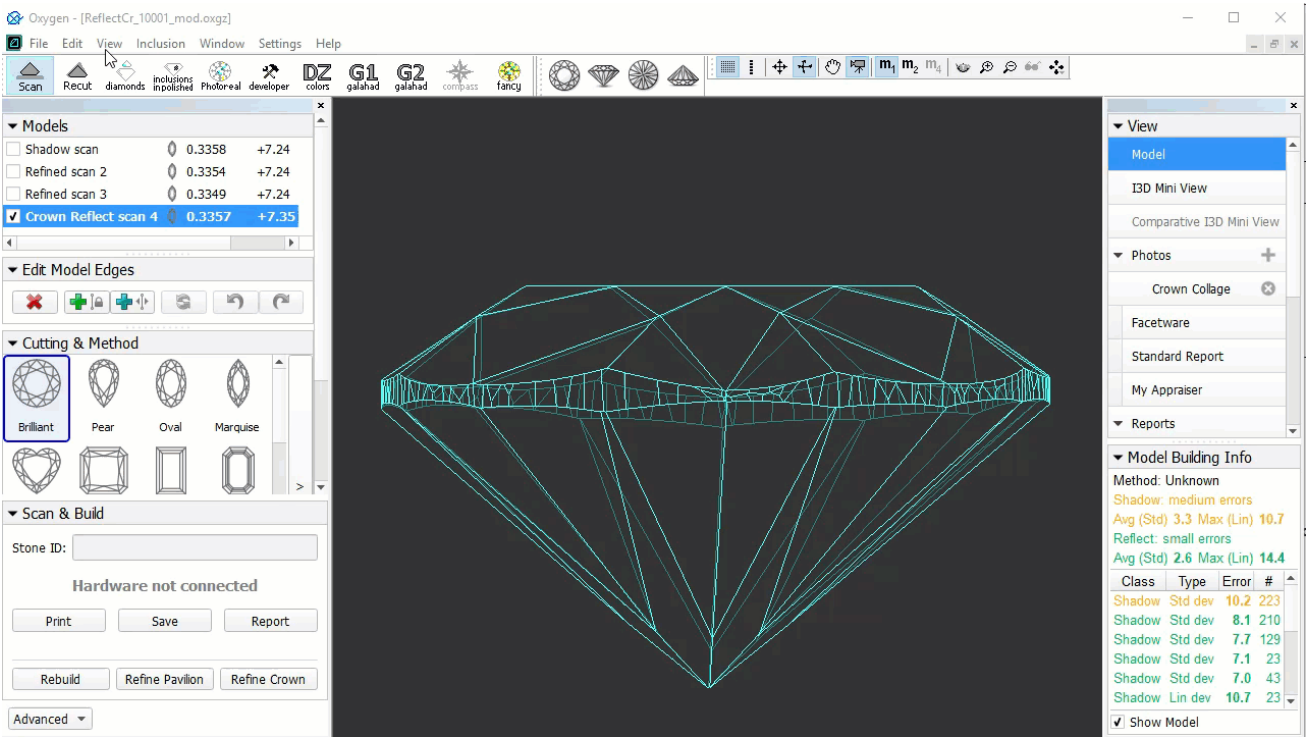 Oxygen - [ReflectCr_10001_mod.oxgz]
File Edit View Inclusion Window Settings Help
Scan Recut diamonds inclusions inpolished Photoreal developer DZ colors G1 galahad G2 galahad compass fancy m1 m2 m4
Models
Shadow scan 0.3358 +7.24
Refined scan 2 0.3354 +7.24
Refined scan 3 0.3349 +7.24
Crown Reflect scan 4 0.3357 +7.35
Edit Model Edges
Cutting & Method
Brilliant Pear Oval Marquise
>
Scan & Build
Stone ID:
Hardware not connected
Print Save Report
Rebuild Refine Pavilion Refine Crown
Advanced
View
Model
I3D Mini View
Comparative I3D Mini View
Photos
Crown Collage
Facetware
Standard Report
My Appraiser
Reports
Model Building Info
Method: Unknown
Shadow: medium errors
Avg (Std) 3.3 Max (Lin) 10.7
Reflect: small errors
Avg (Std) 2.6 Max (Lin) 14.4
Class Type Error #
Shadow Std dev 10.2 223
Shadow Std dev 8.1 210
Shadow Std dev 7.7 129
Shadow Std dev 7.1 23
Shadow Std dev 7.0 43
Shadow Lin dev 10.7 23
Show Model